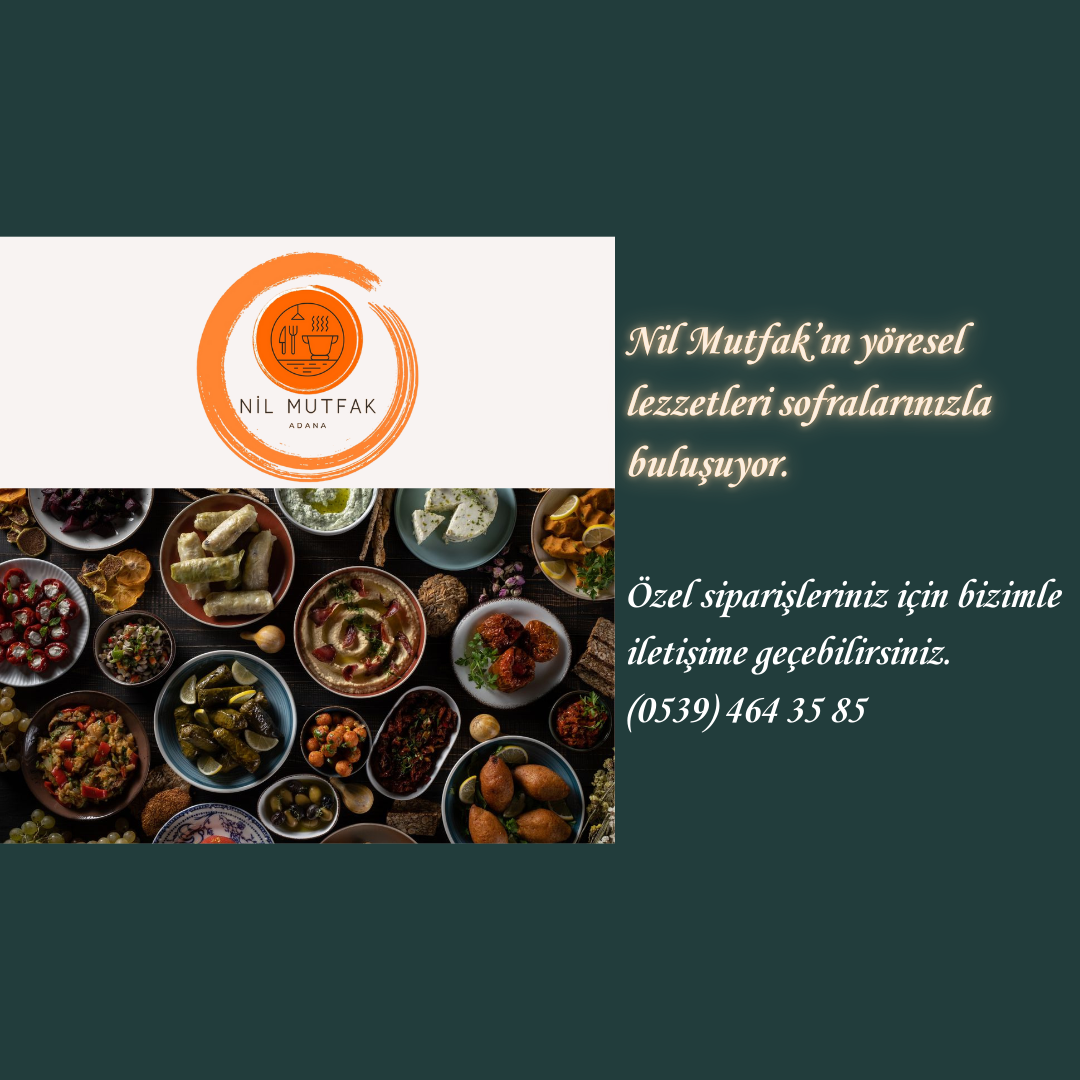 NİL MUTFAK
ADANA
Nil Mutfak’ın yöresel
lezzetleri sofralarınızla
buluşuyor.
Özel siparişleriniz için bizimle
iletişime geçebilirsiniz.
(0539) 464 35 85